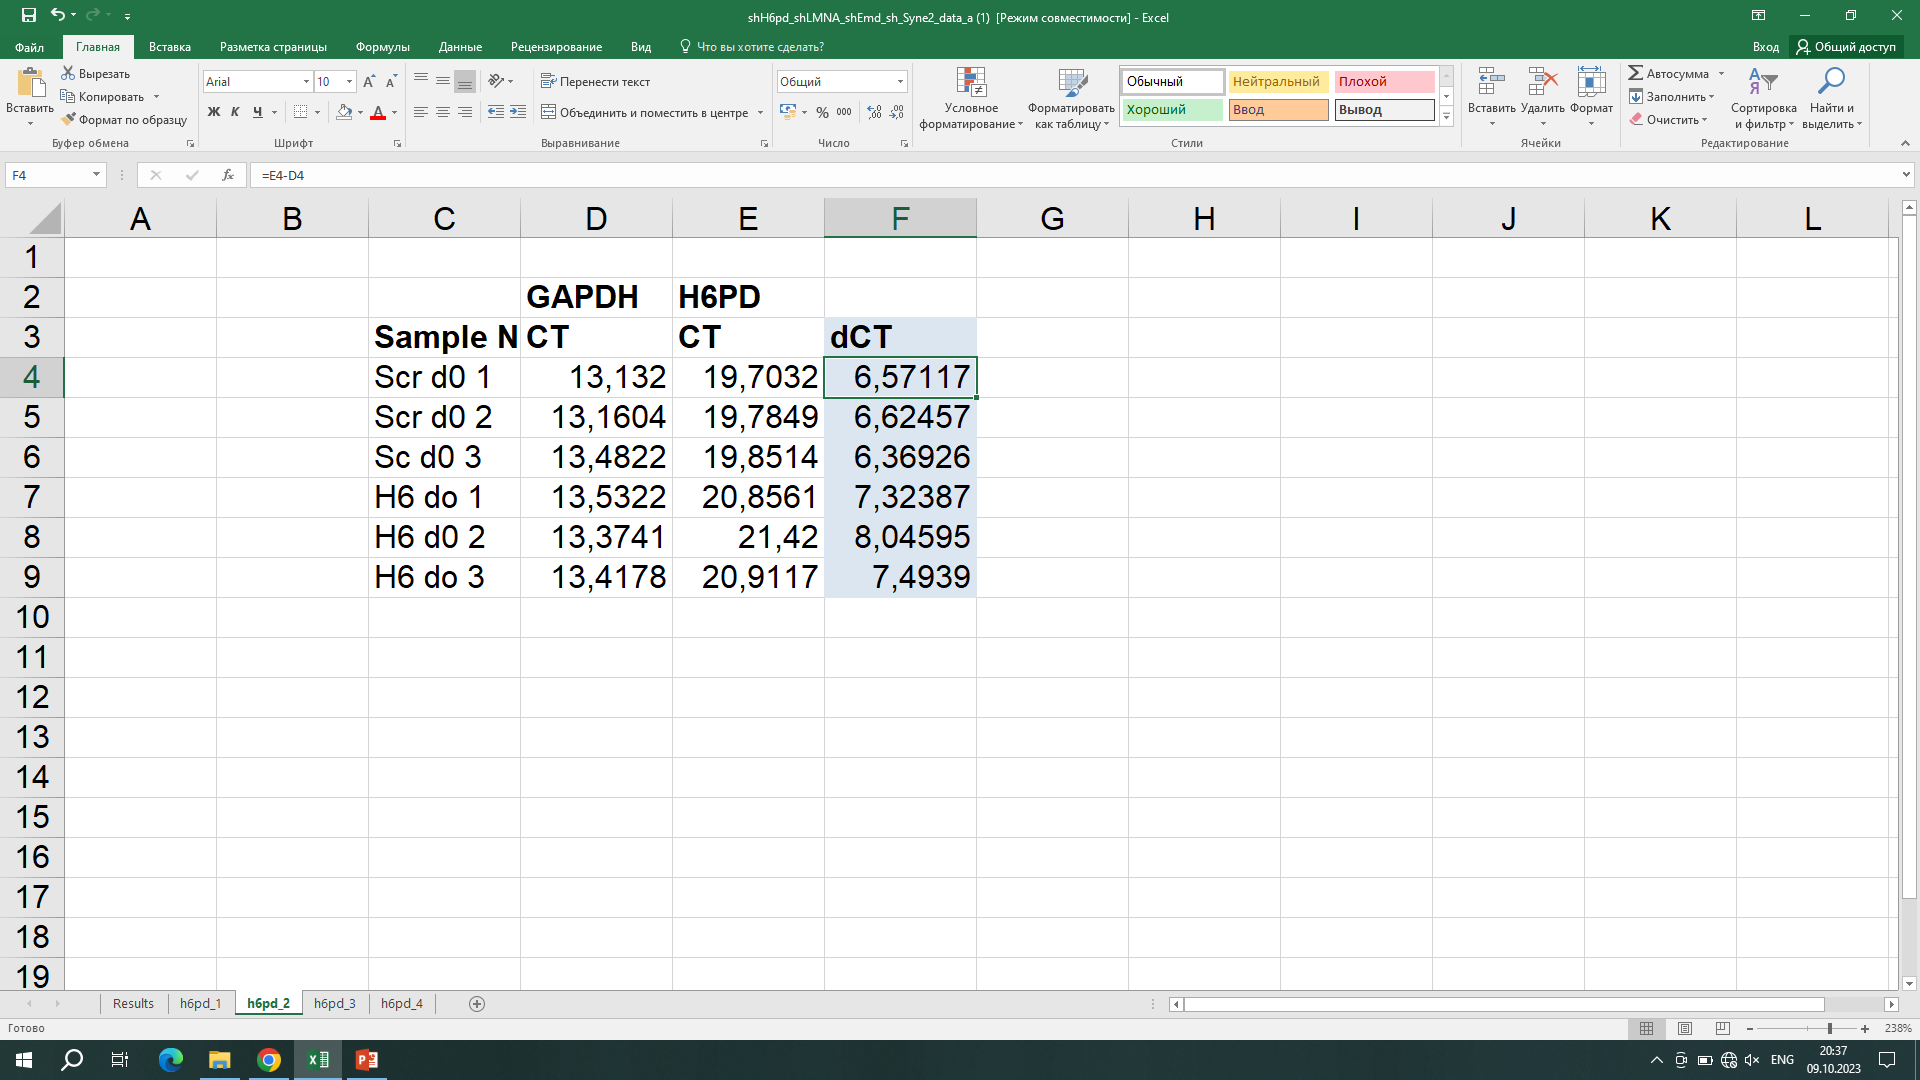 shH6pd_shLMNA_shEmd_sh_Syne2_data_a (1) [Режим совместимости] - Excel
Файл Главная Вставка Разметка страницы Формулы Данные Рецензирование Вид Что вы хотите сделать? Вход Общий доступ
Вставить
Вырезать
Копировать
Формат по образцу
Буфер обмена
Arial 10
Ж К Ч А
Шрифт
Перенести текст
Объединить и поместить в центре
Выравнивание
Общий
% 000
Число
Условное форматирование
Форматировать как таблицу
Обычный Нейтральный Плохой
Хороший Ввод Вывод
Стили
Вставить Удалить Формат
Ячейки
Автосумма
Заполнить
Очистить
Сортировка и фильтр
Найти и выделить
Редактирование
F4 fx =E4-D4
A B C D E F G H I J K L
1
2 GAPDH H6PD
3 Sample N CT CT dCT
4 Scr d0 1 13,132 19,7032 6,57117
5 Scr d0 2 13,1604 19,7849 6,62457
6 Sc d0 3 13,4822 19,8514 6,36926
7 H6 do 1 13,5322 20,8561 7,32387
8 H6 d0 2 13,3741 21,42 8,04595
9 H6 do 3 13,4178 20,9117 7,4939
10
11
12
13
14
15
16
17
18
19
Results h6pd_1 h6pd_2 h6pd_3 h6pd_4
Готово 238%
ENG 20:37
09.10.2023